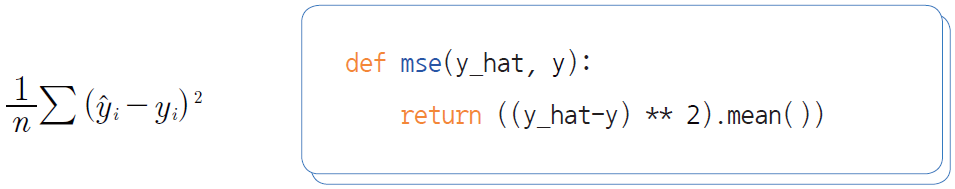 1/n ∑ (ŷᵢ − yᵢ)²
def mse(y_hat, y):
return ((y_hat-y) ** 2).mean())